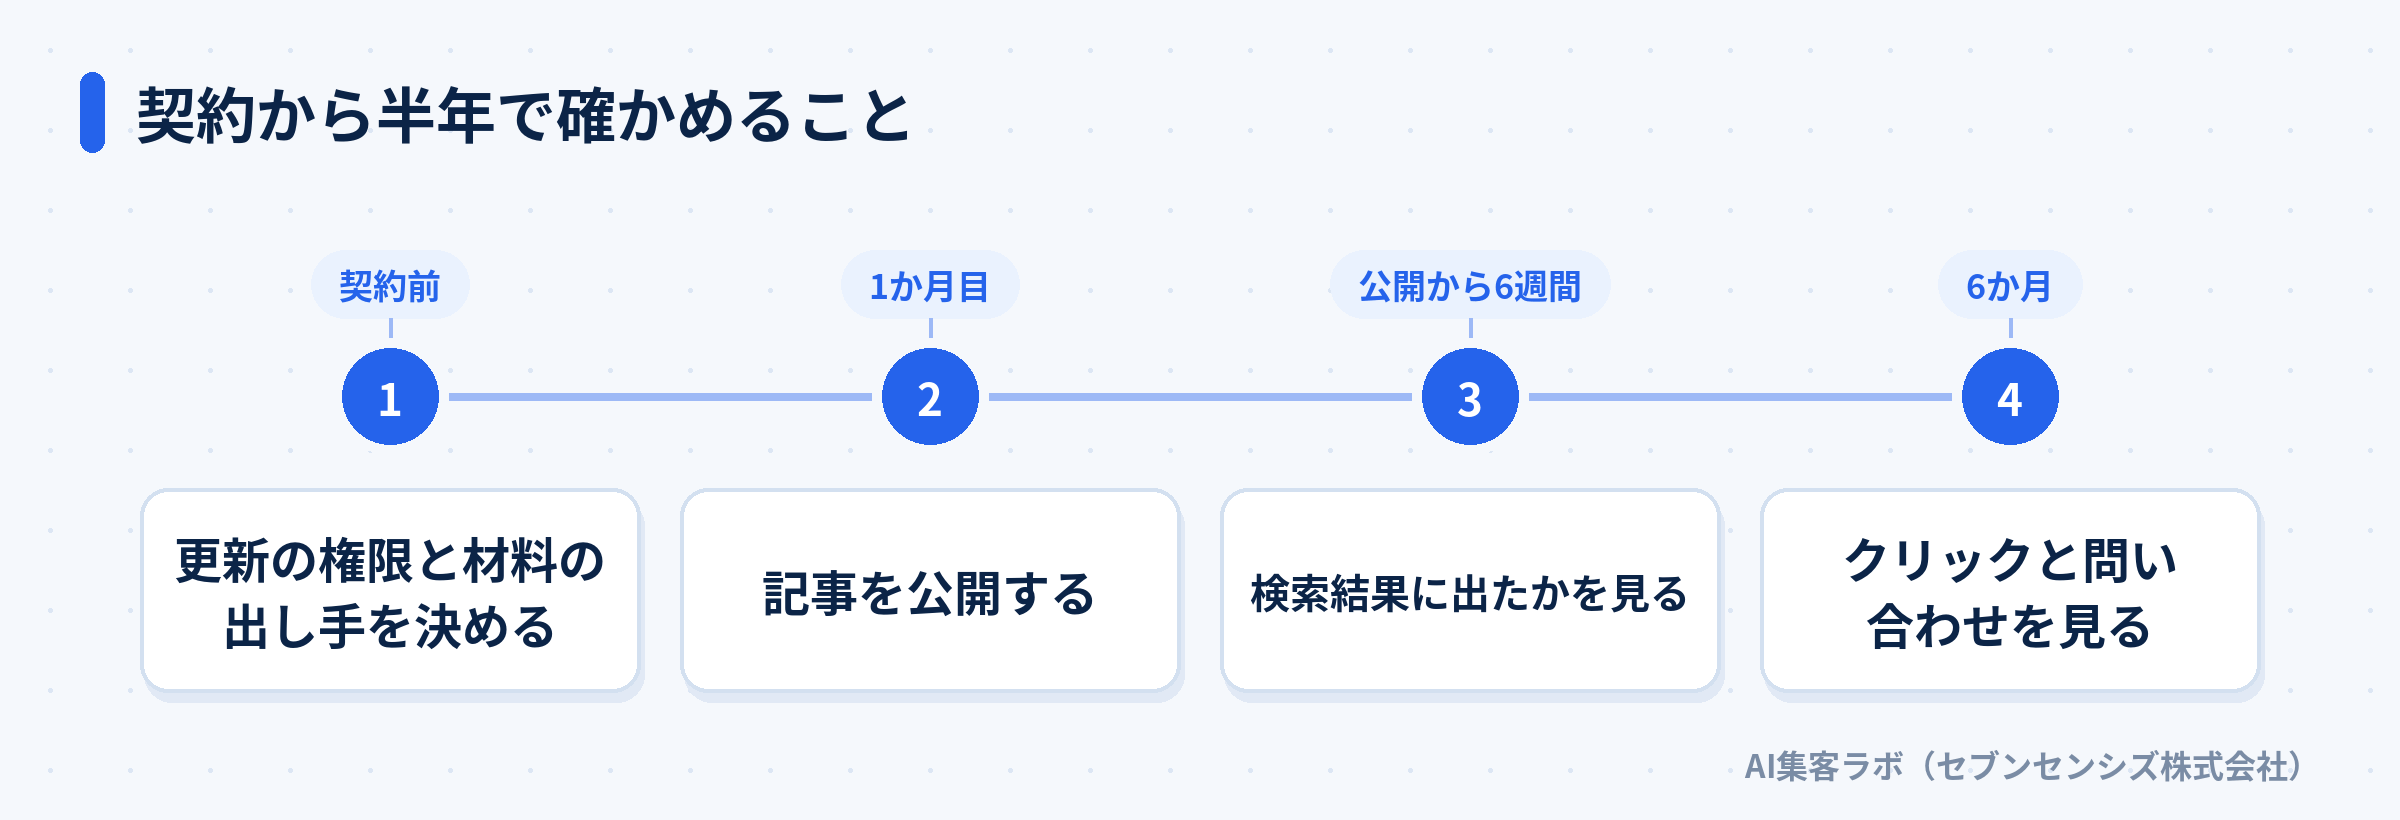 契約から半年で確かめること
契約前
1か月目
公開から6週間
6か月
1
2
3
4
更新の権限と材料の
出し手を決める
記事を公開する
検索結果に出たかを見る
クリックと問い
合わせを見る
AI集客ラボ（セブンセンシズ株式会社）